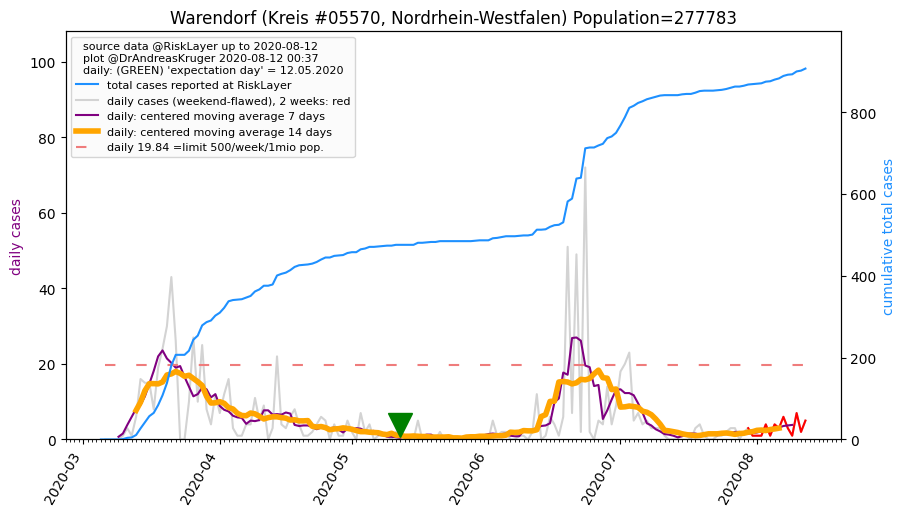 Warendorf (Kreis #05570, Nordrhein-Westfalen) Population=277783
source data @RiskLayer up to 2020-08-12
plot @DrAndreasKruger 2020-08-12 00:37
daily: (GREEN) 'expectation day' = 12.05.2020
total cases reported at RiskLayer
daily cases (weekend-flawed), 2 weeks: red
daily: centered moving average 7 days
daily: centered moving average 14 days
daily 19.84 =limit 500/week/1mio pop.
daily cases
100
80
60
40
20
0
cumulative total cases
800
600
400
200
0
2020-03
2020-04
2020-05
2020-06
2020-07
2020-08